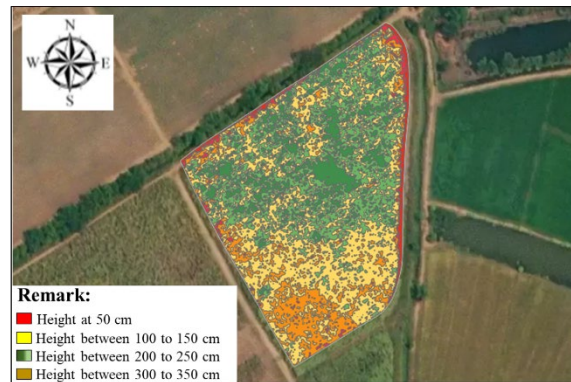 N
W E
S
Remark:
Height at 50 cm
Height between 100 to 150 cm
Height between 200 to 250 cm
Height between 300 to 350 cm